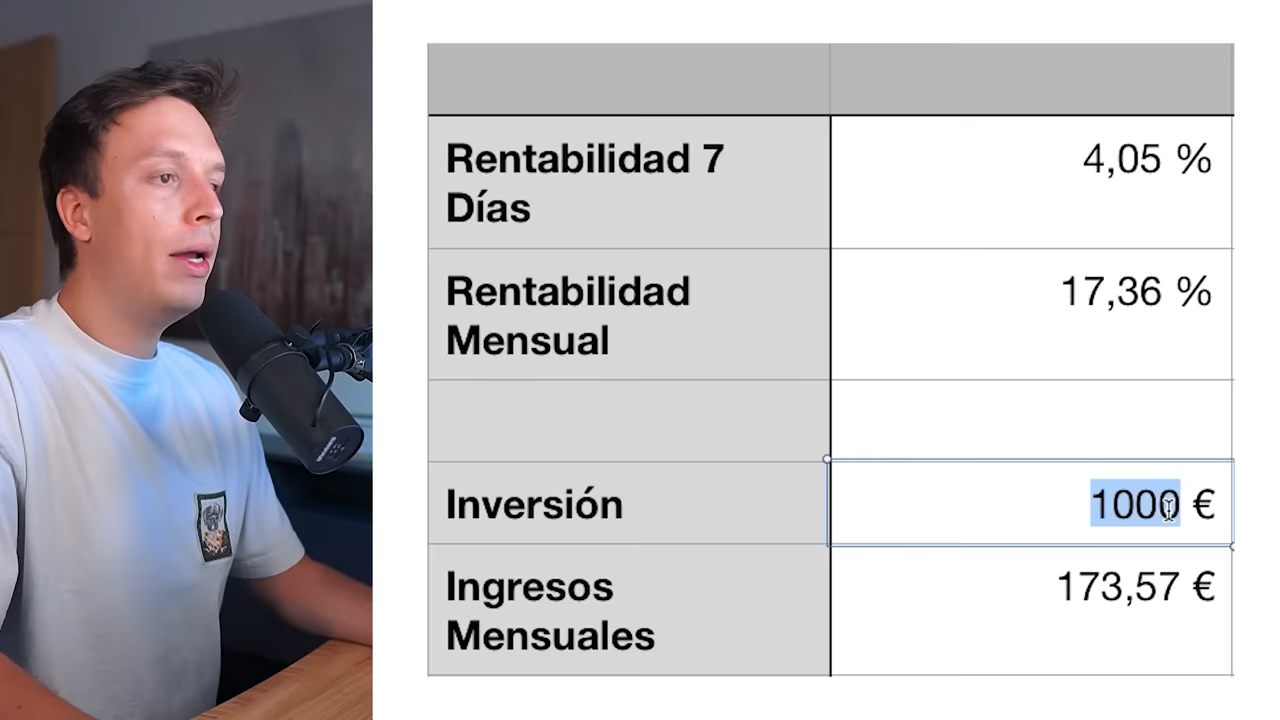 Rentabilidad 7
Días
4,05 %
Rentabilidad
Mensual
17,36 %
Inversión
1000 €
Ingresos
Mensuales
173,57 €